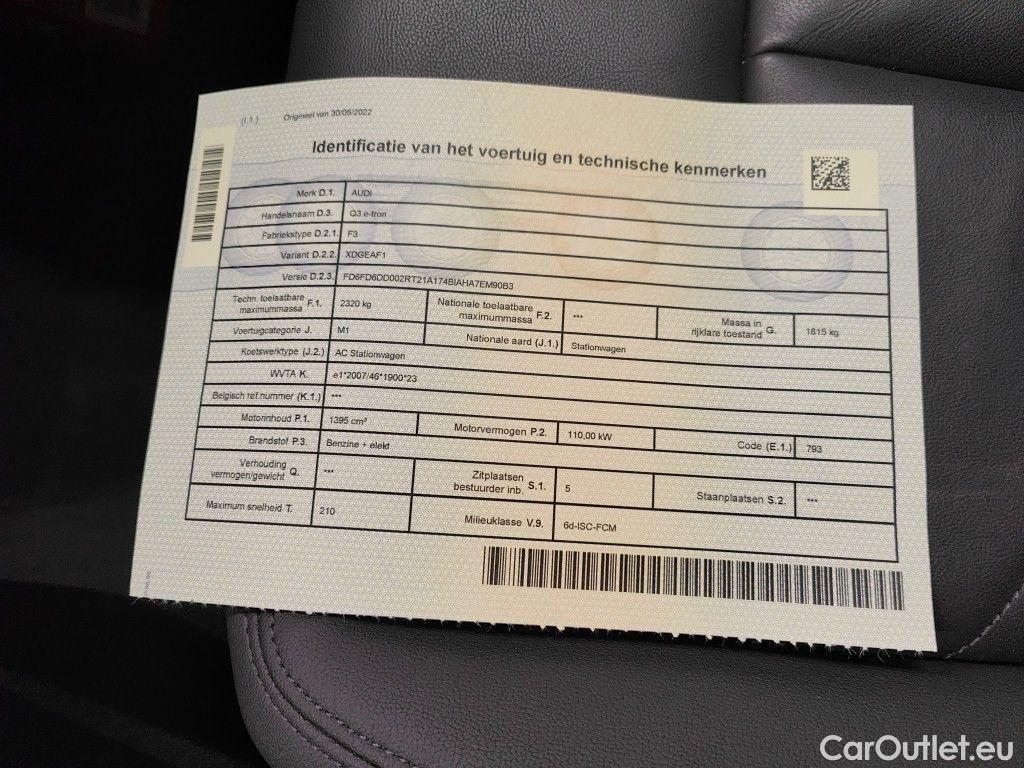 (I.1.) Origineel van 30/05/2022
Identificatie van het voertuig en technische kenmerken
Merk D.1. AUDI
Handelsnaam D.3. Q3 e-tron
Fabriekstype D.2.1. F3
Variant D.2.2. XDGEAF1
Versie D.2.3. FD6FD6DD002RT21A174BIAHA7EM90B3
Techn. toelaatbare maximummassa F.1. 2320 kg Nationale toelaatbare maximummassa F.2. *** Massa in rijklare toestand G. 1815 kg
Voertuigcategorie J. M1 Nationale aard (J.1.) Stationwagen
Koetswerktype (J.2.) AC Stationwagen
WVTA K. e1*2007/46*1900*23
Belgisch ref.nummer (K.1.) ***
Motorinhoud P.1. 1395 cm³ Motorvermogen P.2. 110,00 kW Code (E.1.) 793
Brandstof P.3. Benzine + elekt
Verhouding vermogen/gewicht Q. *** Zitplaatsen bestuurder inb. S.1. 5 Staanplaatsen S.2. ***
Maximum snelheid T. 210 Milieuklasse V.9. 6d-ISC-FCM
CarOutlet.eu